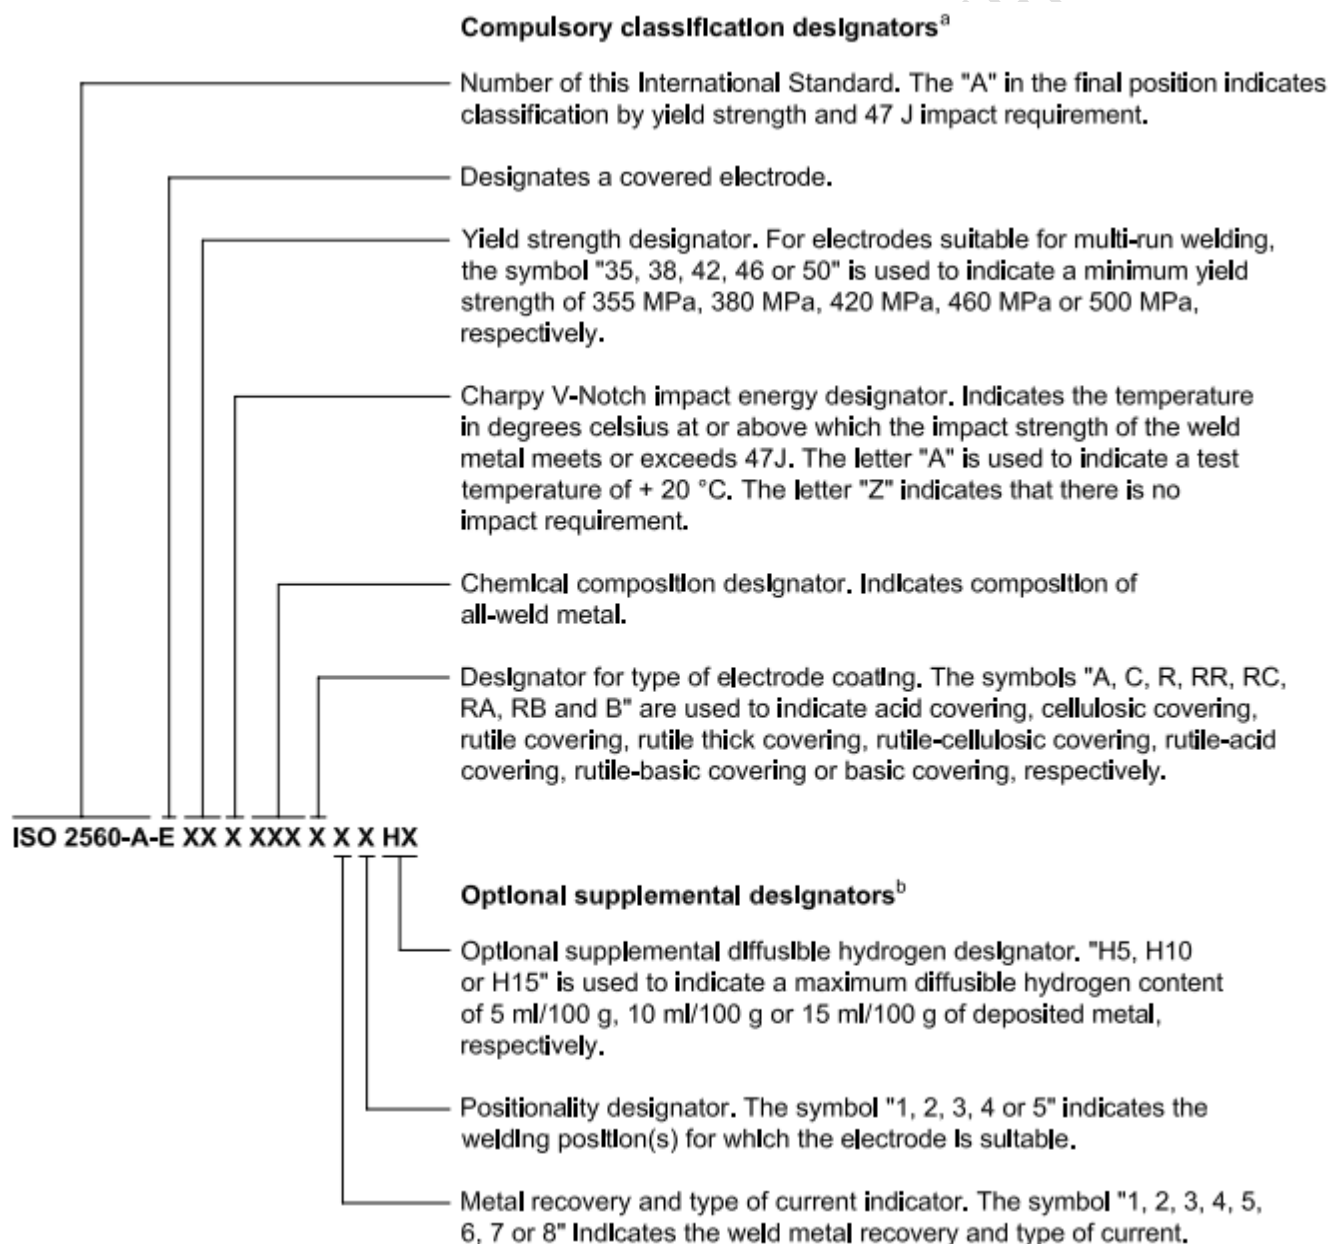 Compulsory classification designators^a
Number of this International Standard. The "A" in the final position indicates
classification by yield strength and 47 J impact requirement.
Designates a covered electrode.
Yield strength designator. For electrodes suitable for multi-run welding,
the symbol "35, 38, 42, 46 or 50" is used to indicate a minimum yield
strength of 355 MPa, 380 MPa, 420 MPa, 460 MPa or 500 MPa,
respectively.
Charpy V-Notch impact energy designator. Indicates the temperature
in degrees celsius at or above which the impact strength of the weld
metal meets or exceeds 47J. The letter "A" is used to indicate a test
temperature of + 20 °C. The letter "Z" indicates that there is no
impact requirement.
Chemical composition designator. Indicates composition of
all-weld metal.
Designator for type of electrode coating. The symbols "A, C, R, RR, RC,
RA, RB and B" are used to indicate acid covering, cellulosic covering,
rutile covering, rutile thick covering, rutile-cellulosic covering, rutile-acid
covering, rutile-basic covering or basic covering, respectively.
ISO 2560-A-E XX X XXX X X X HX
Optional supplemental designators^b
Optional supplemental diffusible hydrogen designator. "H5, H10
or H15" is used to indicate a maximum diffusible hydrogen content
of 5 ml/100 g, 10 ml/100 g or 15 ml/100 g of deposited metal,
respectively.
Positionality designator. The symbol "1, 2, 3, 4 or 5" indicates the
welding position(s) for which the electrode is suitable.
Metal recovery and type of current indicator. The symbol "1, 2, 3, 4, 5,
6, 7 or 8" Indicates the weld metal recovery and type of current.